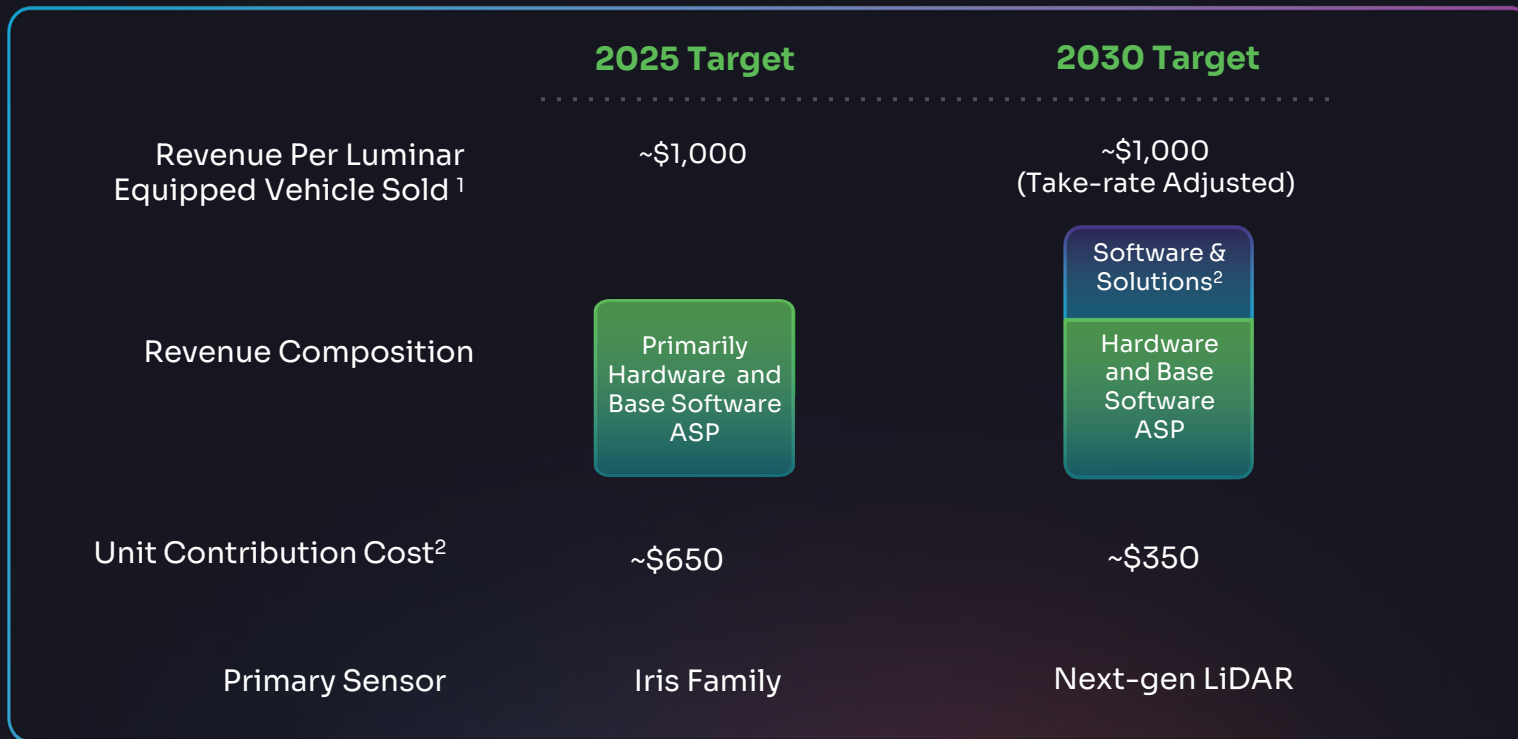 2025 Target
2030 Target
Revenue Per Luminar
Equipped Vehicle Sold ¹
~$1,000
~$1,000
(Take-rate Adjusted)
Revenue Composition
Primarily
Hardware and
Base Software
ASP
Software &
Solutions²
Hardware
and Base
Software
ASP
Unit Contribution Cost²
~$650
~$350
Primary Sensor
Iris Family
Next-gen LiDAR